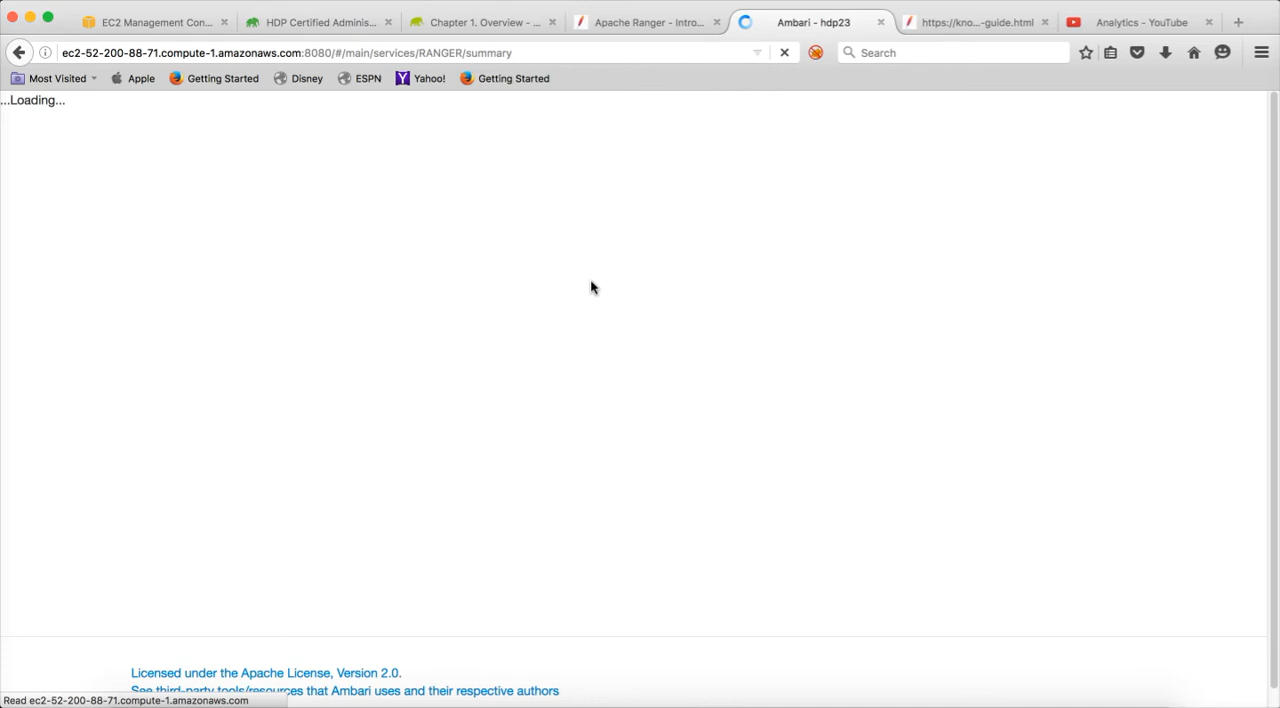 EC2 Management Con...
HDP Certified Adminis...
Chapter 1. Overview - ...
Apache Ranger - Intro...
Ambari - hdp23
https://kno...-guide.html
Analytics - YouTube
ec2-52-200-88-71.compute-1.amazonaws.com:8080/#/main/services/RANGER/summary
Search
Most Visited
Apple
Getting Started
Disney
ESPN
Yahoo!
Getting Started
...Loading...
Licensed under the Apache License, Version 2.0.
See third-party tools/resources that Ambari uses and their respective authors
Read ec2-52-200-88-71.compute-1.amazonaws.com